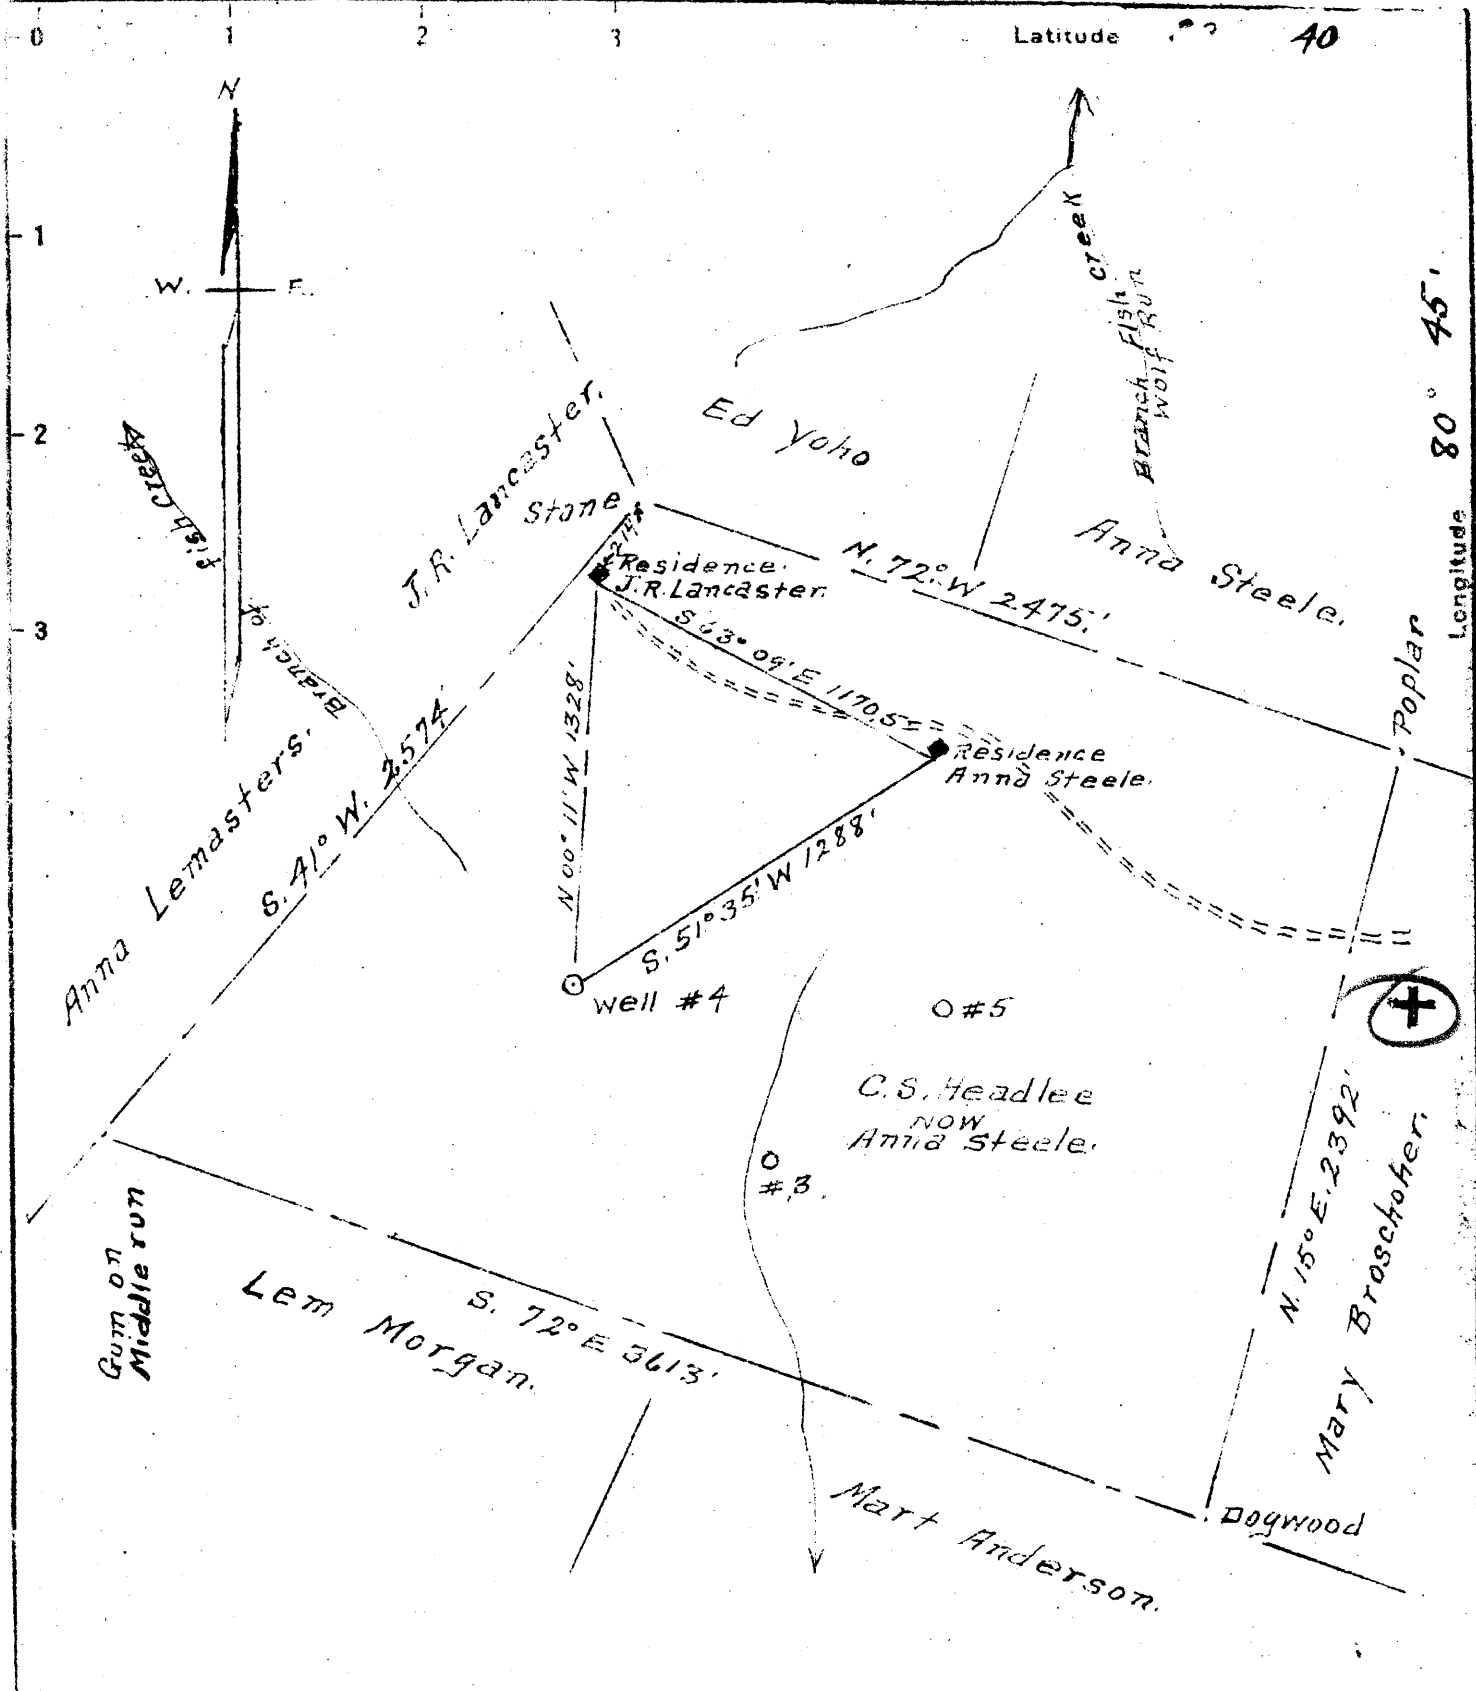 0 1 2 3
Latitude 40
N
W. E.
1
2
3
Longitude 80° 45'
creek
Branch Fish
Wolf Run
Fish Creek
Branch of
Ed Yoho
J.R. Lancaster.
Stone
214'
Residence.
J.R. Lancaster.
N. 72° W 2475.'
Anna Steele.
Poplar
S 63° 09' E 1170.5'
N 00° 11' W 1328'
Residence
Anna Steele.
Anna Lemasters.
S. 41° W. 2574'
S. 51° 35' W 1288'
Well #4
#5
C.S. Headlee
NOW
Anna Steele.
#3
N. 15° E. 2392'
Mary Broschoher.
Gum on
Middle run
Lem Morgan.
S. 72° E 3613'
Mart Anderson.
Dogwood